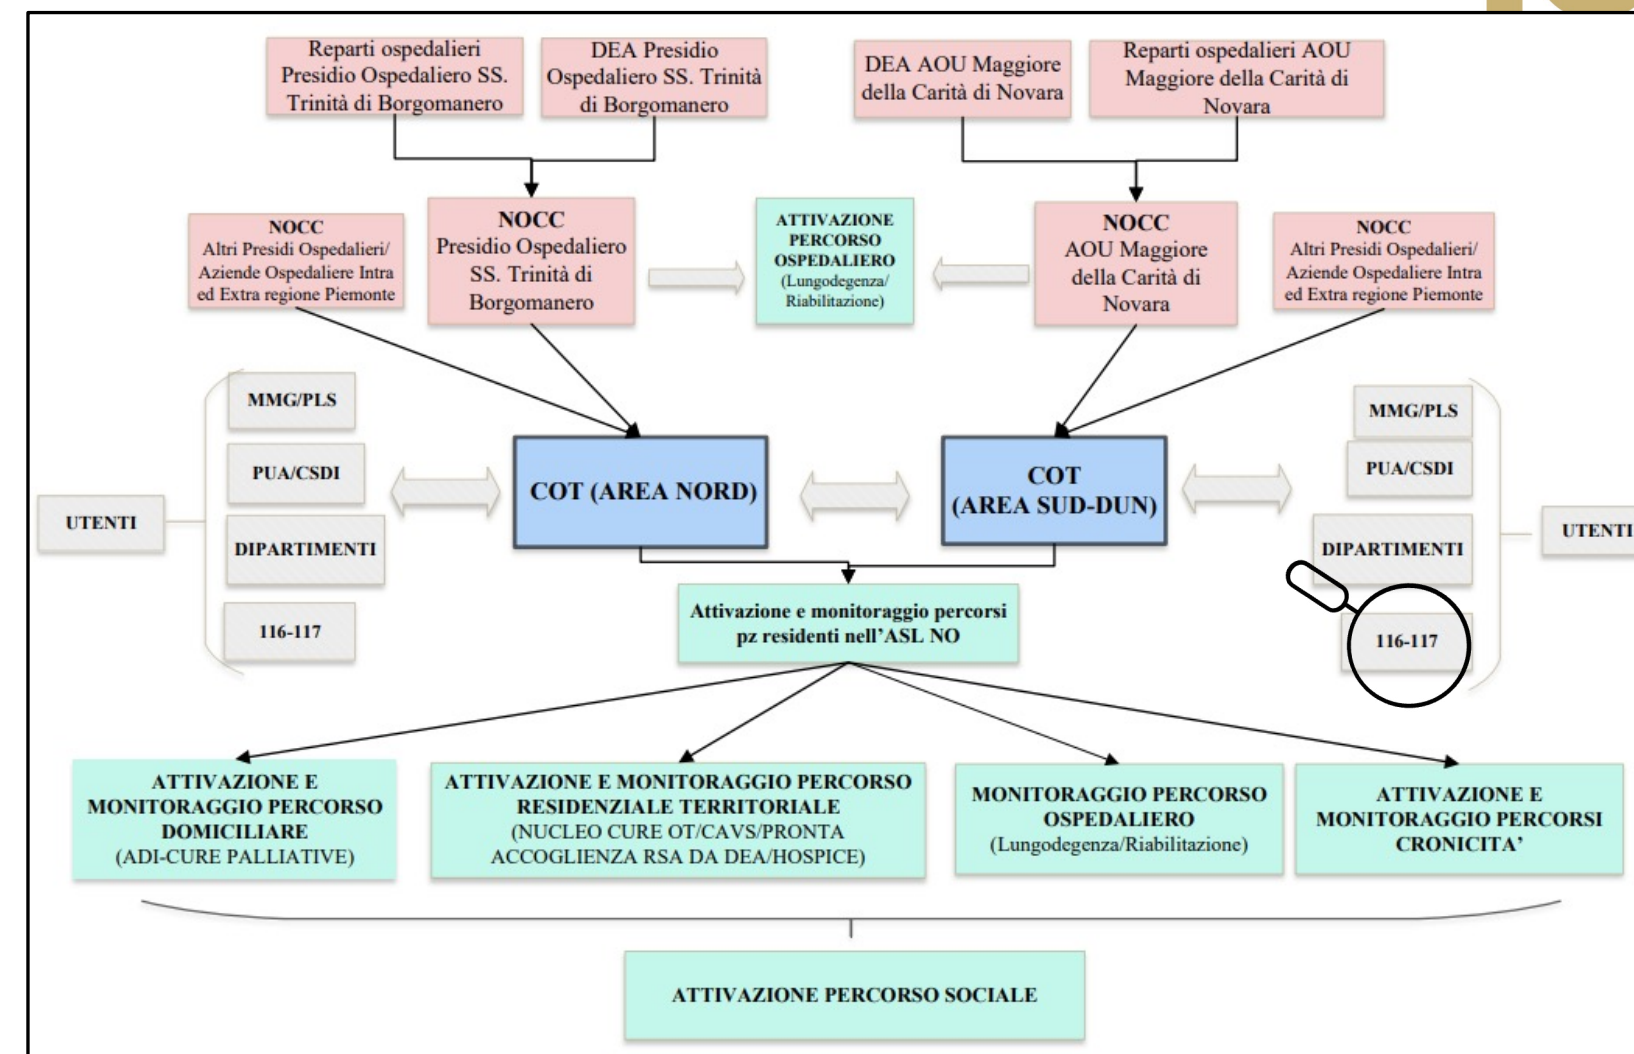 Reparti ospedalieri
Presidio Ospedaliero SS.
Trinità di Borgomanero
DEA Presidio
Ospedaliero SS. Trinità
di Borgomanero
DEA AOU Maggiore
della Carità di Novara
Reparti ospedalieri AOU
Maggiore della Carità di
Novara
NOCC
Altri Presidi Ospedalieri/
Aziende Ospedaliere Intra
ed Extra regione Piemonte
NOCC
Presidio Ospedaliero
SS. Trinità di
Borgomanero
ATTIVAZIONE
PERCORSO
OSPEDALIERO
(Lungodegenza/
Riabilitazione)
NOCC
AOU Maggiore
della Carità di
Novara
NOCC
Altri Presidi Ospedalieri/
Aziende Ospedaliere Intra
ed Extra regione Piemonte
UTENTI
MMG/PLS
PUA/CSDI
DIPARTIMENTI
116-117
COT (AREA NORD)
COT
(AREA SUD-DUN)
MMG/PLS
PUA/CSDI
DIPARTIMENTI
116-117
UTENTI
Attivazione e monitoraggio percorsi
pz residenti nell’ASL NO
ATTIVAZIONE E
MONITORAGGIO PERCORSO
DOMICILIARE
(ADI-CURE PALLIATIVE)
ATTIVAZIONE E MONITORAGGIO PERCORSO
RESIDENZIALE TERRITORIALE
(NUCLEO CURE OT/CAVS/PRONTA
ACCOGLIENZA RSA DA DEA/HOSPICE)
MONITORAGGIO PERCORSO
OSPEDALIERO
(Lungodegenza/Riabilitazione)
ATTIVAZIONE E
MONITORAGGIO PERCORSI
CRONICITA’
ATTIVAZIONE PERCORSO SOCIALE